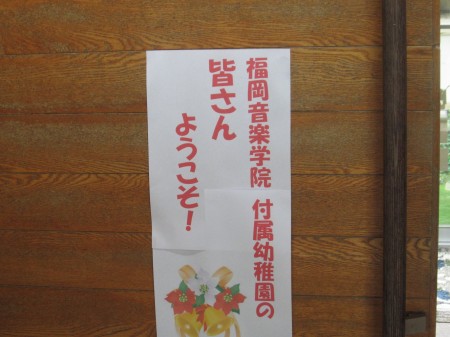 福岡音楽学院 付属幼稚園の
皆さん
ようこそ！